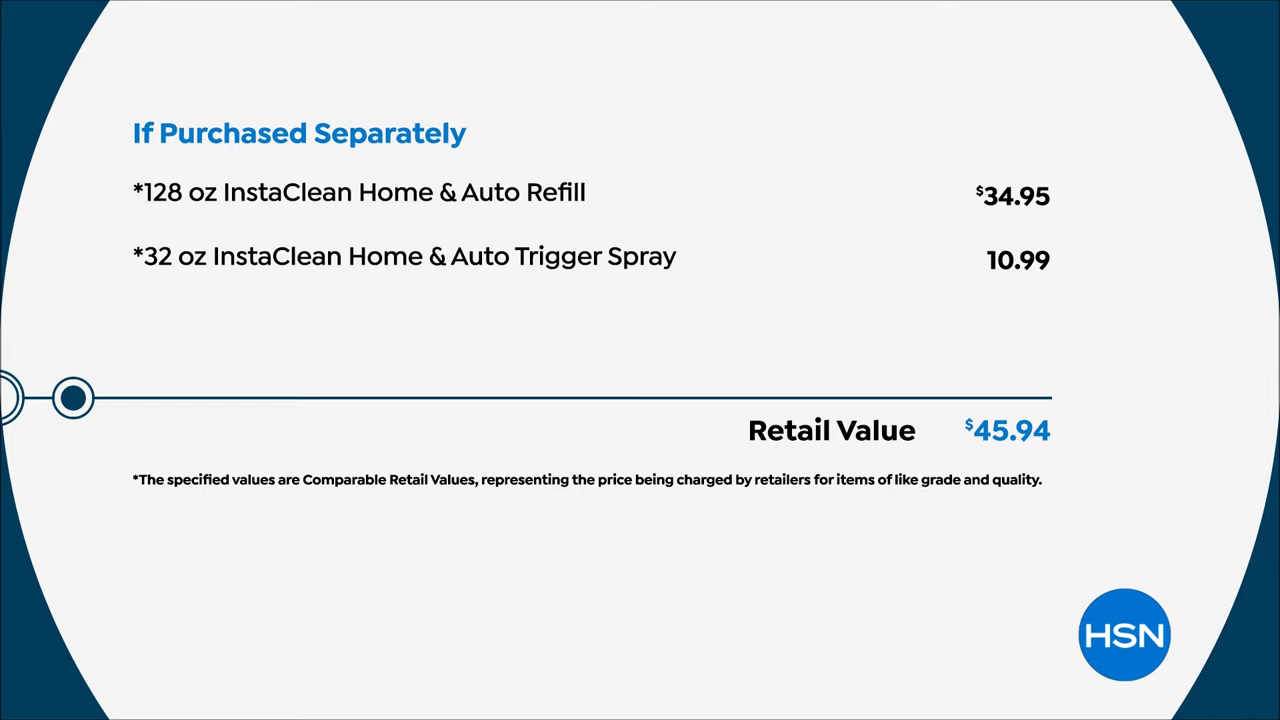 If Purchased Separately
*128 oz InstaClean Home & Auto Refill $34.95
*32 oz InstaClean Home & Auto Trigger Spray 10.99
Retail Value $45.94
*The specified values are Comparable Retail Values, representing the price being charged by retailers for items of like grade and quality.
HSN